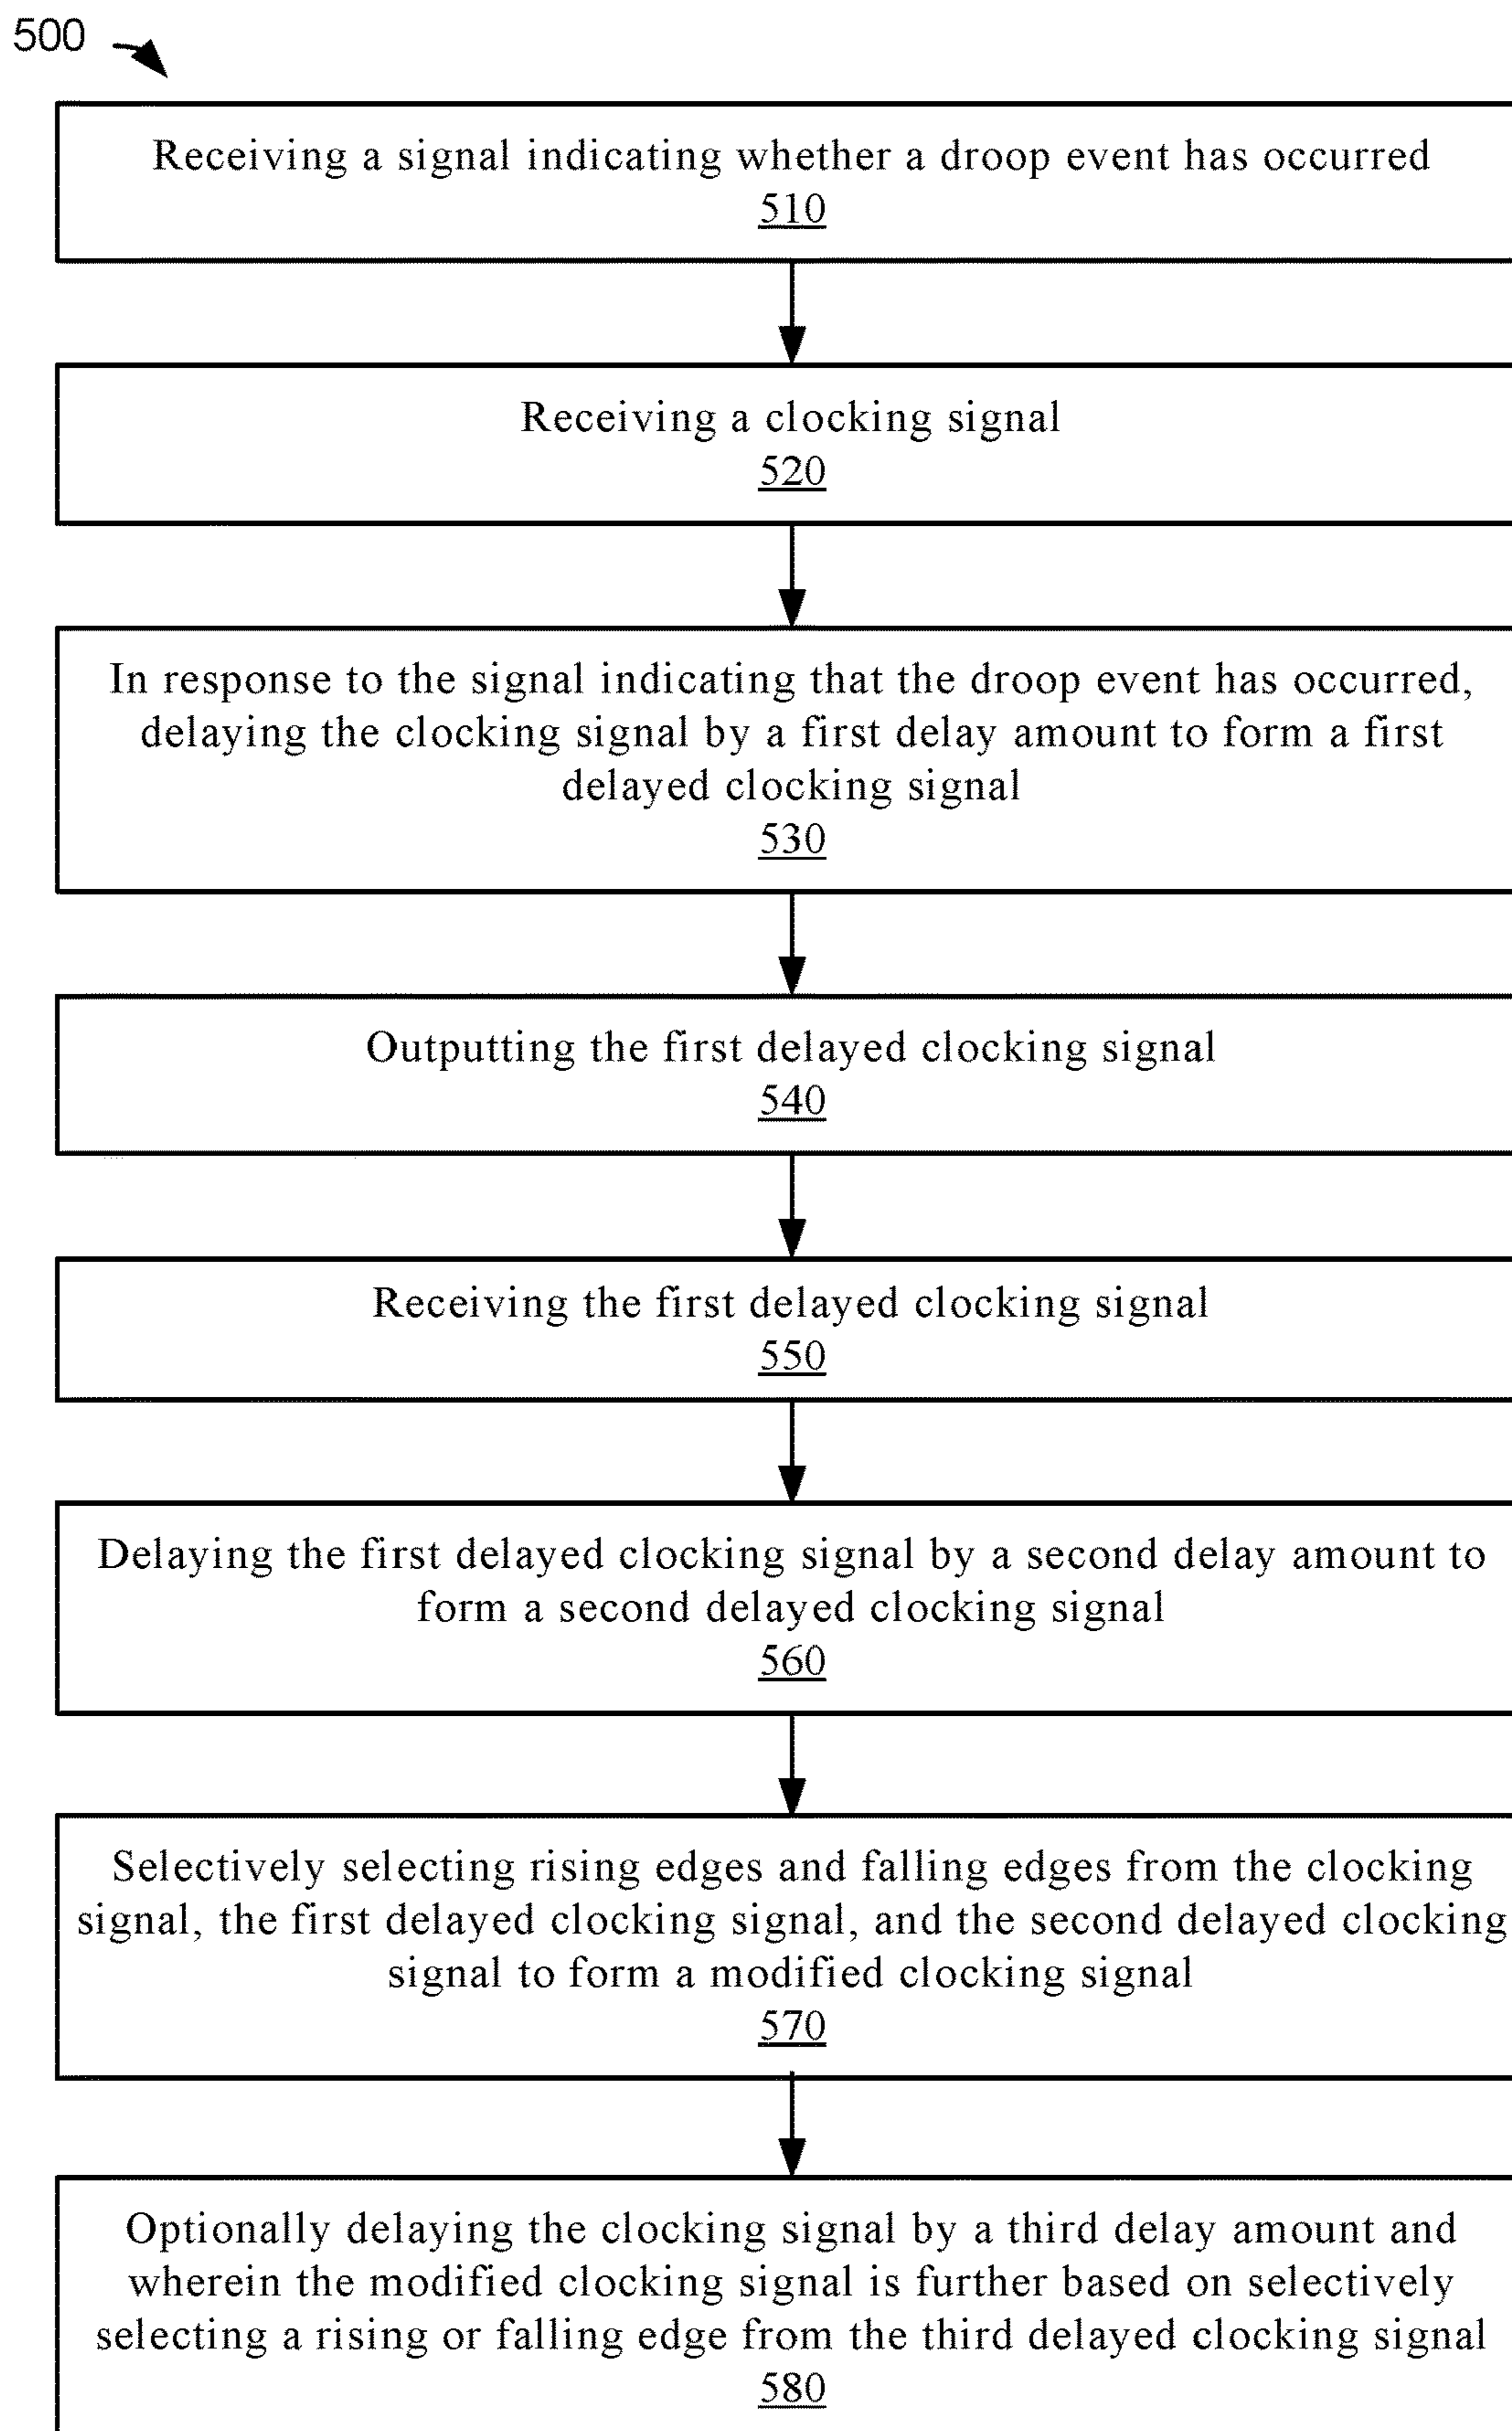 500
Receiving a signal indicating whether a droop event has occurred
510
Receiving a clocking signal
520
In response to the signal indicating that the droop event has occurred,
delaying the clocking signal by a first delay amount to form a first
delayed clocking signal
530
Outputting the first delayed clocking signal
540
Receiving the first delayed clocking signal
550
Delaying the first delayed clocking signal by a second delay amount to
form a second delayed clocking signal
560
Selectively selecting rising edges and falling edges from the clocking
signal, the first delayed clocking signal, and the second delayed clocking
signal to form a modified clocking signal
570
Optionally delaying the clocking signal by a third delay amount and
wherein the modified clocking signal is further based on selectively
selecting a rising or falling edge from the third delayed clocking signal
580